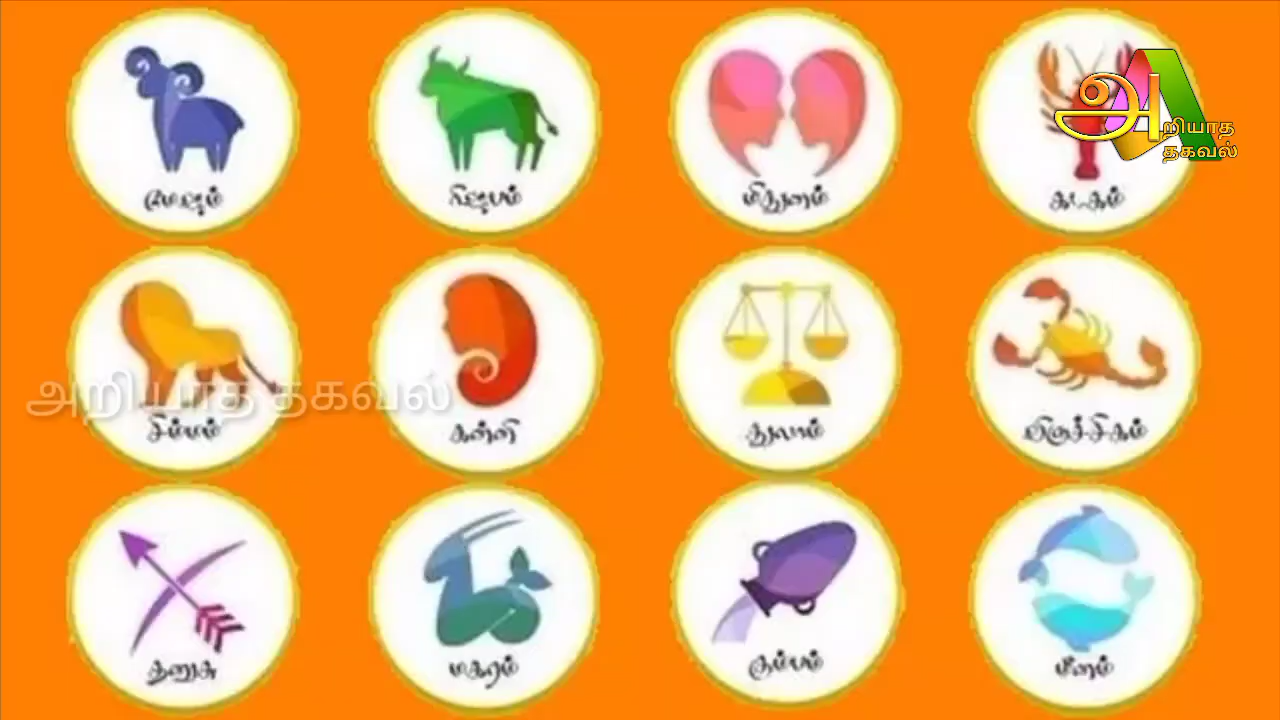 மேஷம்
ரிஷபம்
மிதுனம்
கடகம்
அறியாத
தகவல்
சிம்மம்
கன்னி
துலாம்
விருச்சிகம்
அறியாத தகவல்
தனுசு
மகரம்
கும்பம்
மீனம்